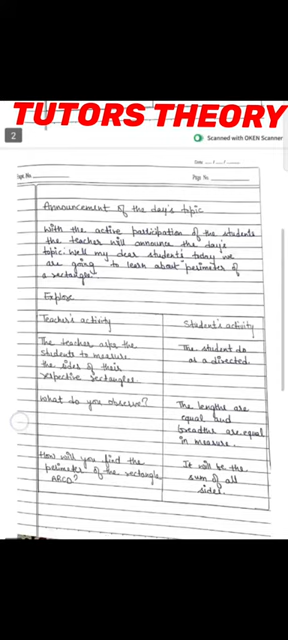 TUTORS THEORY
2
Scanned with OKEN Scanner
Date
Page No.
Page No.
Announcement of the day's topic
With the active participation of the students
the teacher will announce the day's
topic. Well my dear students today we
are going to learn about perimeter of
a rectangle.
Explore
Teacher's activity
Student's activity
The teacher asks the
students to measure
the sides of their
respective rectangles
The student do
as directed
What do you observe?
The lengths are
equal and
breadths are equal
in measure.
How will you find the
perimeter of the rectangle
ABCD?
It will be the
sum of all
sides.